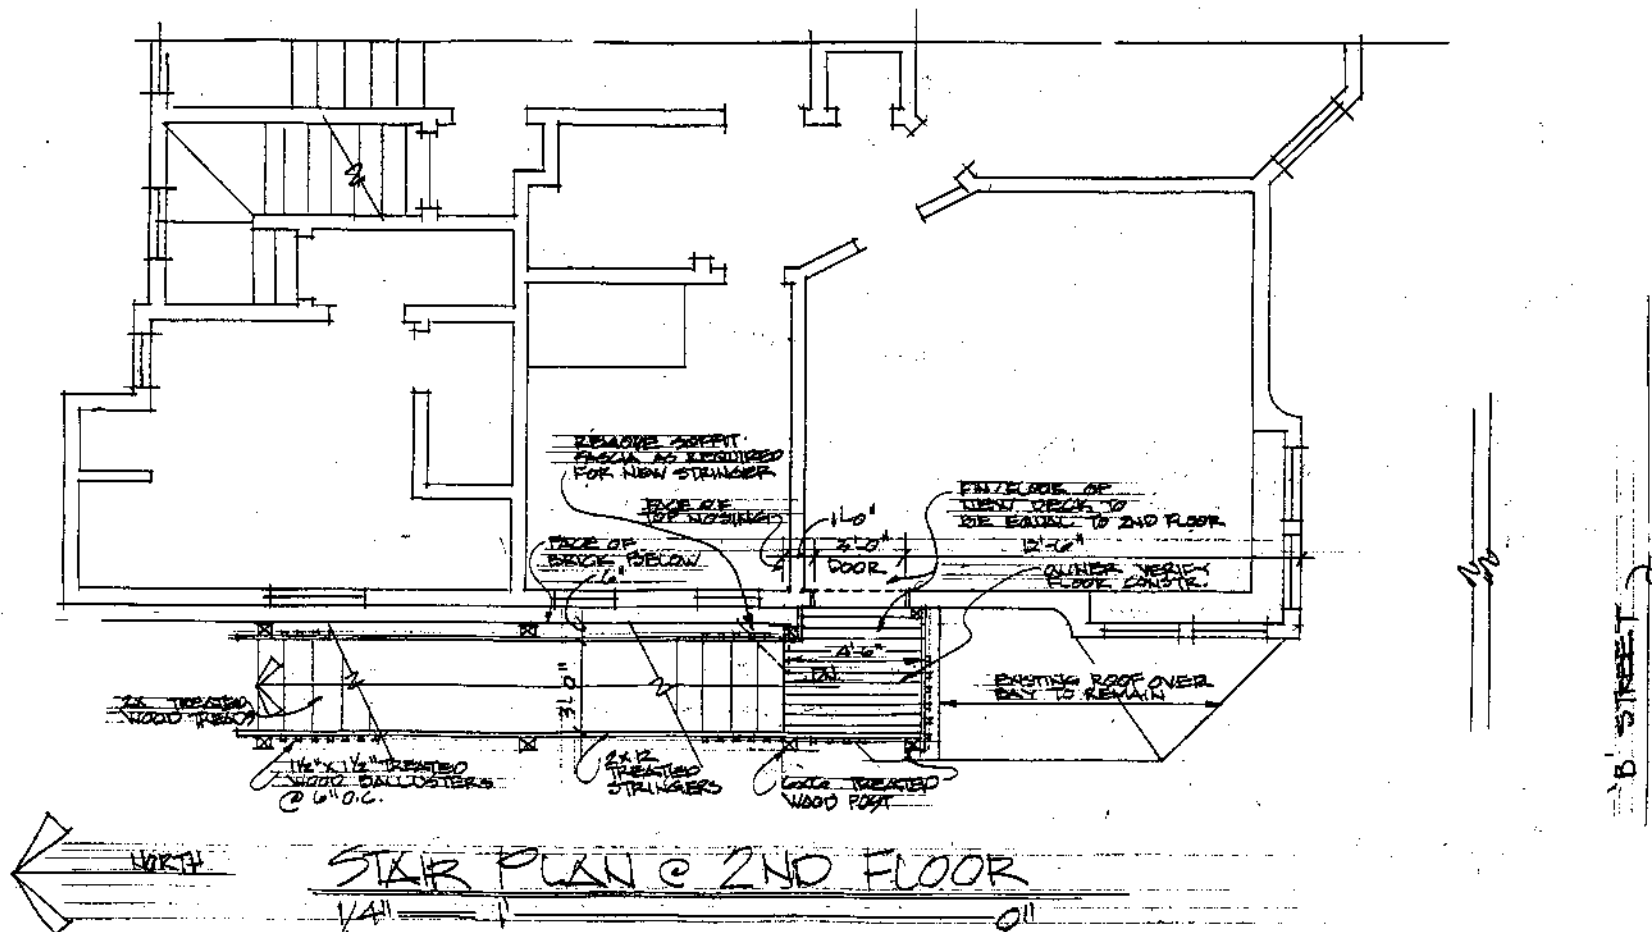 REMOVE SOFFIT
FASCIA AS REQUIRED
FOR NEW STRINGER
FACE OF
TOP NOSING
1'-0"
3'-0"
DOOR
FIN/FLOOR OF
NEW DECK TO
BE EQUAL TO 2ND FLOOR
12'-6"
OWNER VERIFY
FLOOR CONSTR.
FACE OF
BRICK BELOW
6"
4'-6"
DN.
3'-0"
EXISTING ROOF OVER
BAY TO REMAIN
2X TREATED
WOOD TREADS
1½" X 1½" TREATED
WOOD BALLUSTERS
@ 6" O.C.
2X12
TREATED
STRINGERS
6X6 TREATED
WOOD POST
'B' STREET
NORTH
STAIR PLAN @ 2ND FLOOR
1/4" 1' 0"